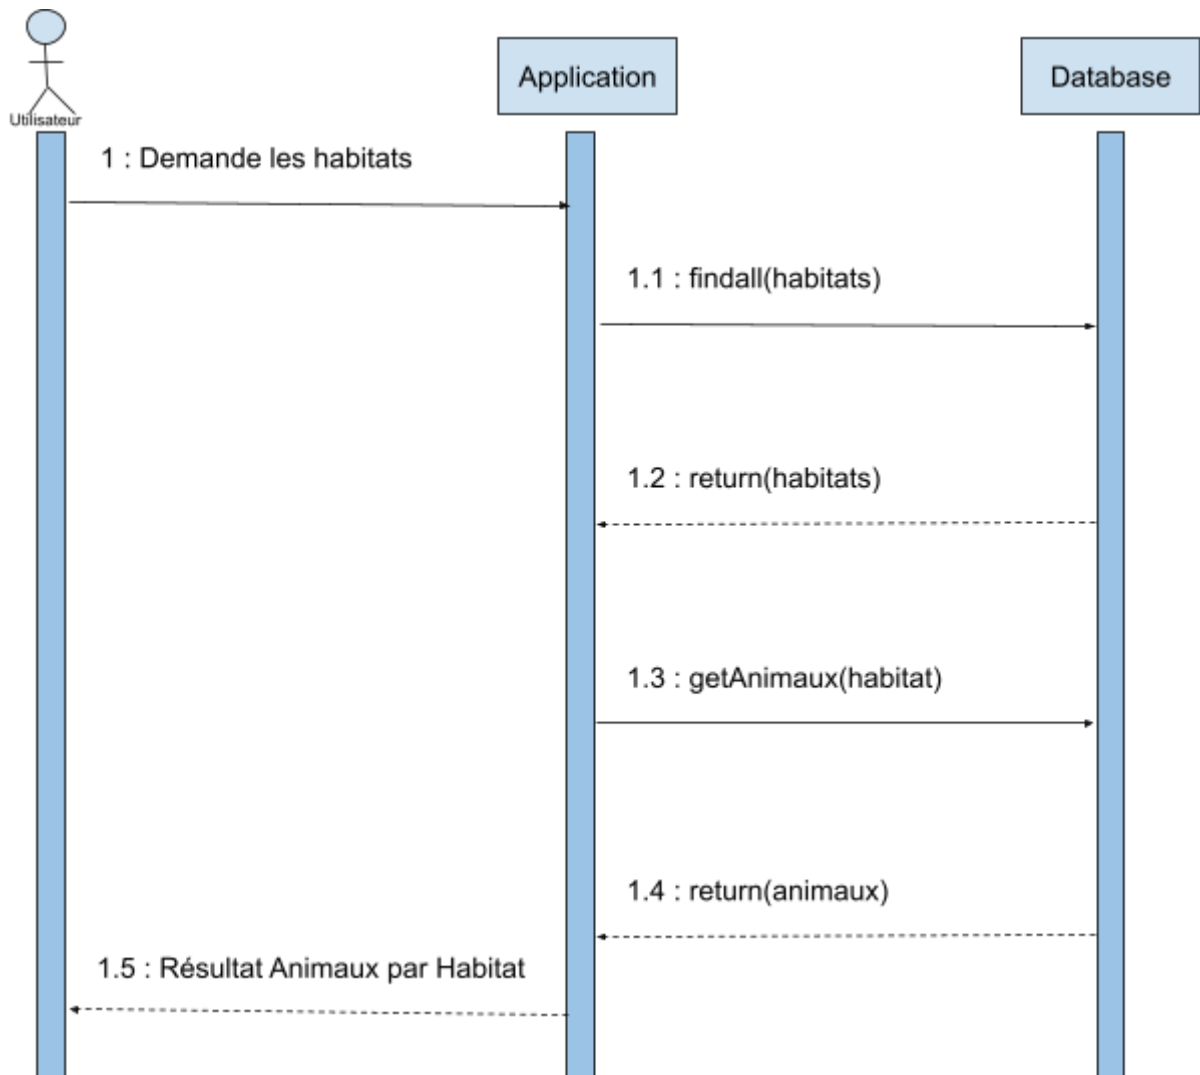 Utilisateur
Application
Database
1 : Demande les habitats
1.1 : findall(habitats)
1.2 : return(habitats)
1.3 : getAnimaux(habitat)
1.4 : return(animaux)
1.5 : Résultat Animaux par Habitat